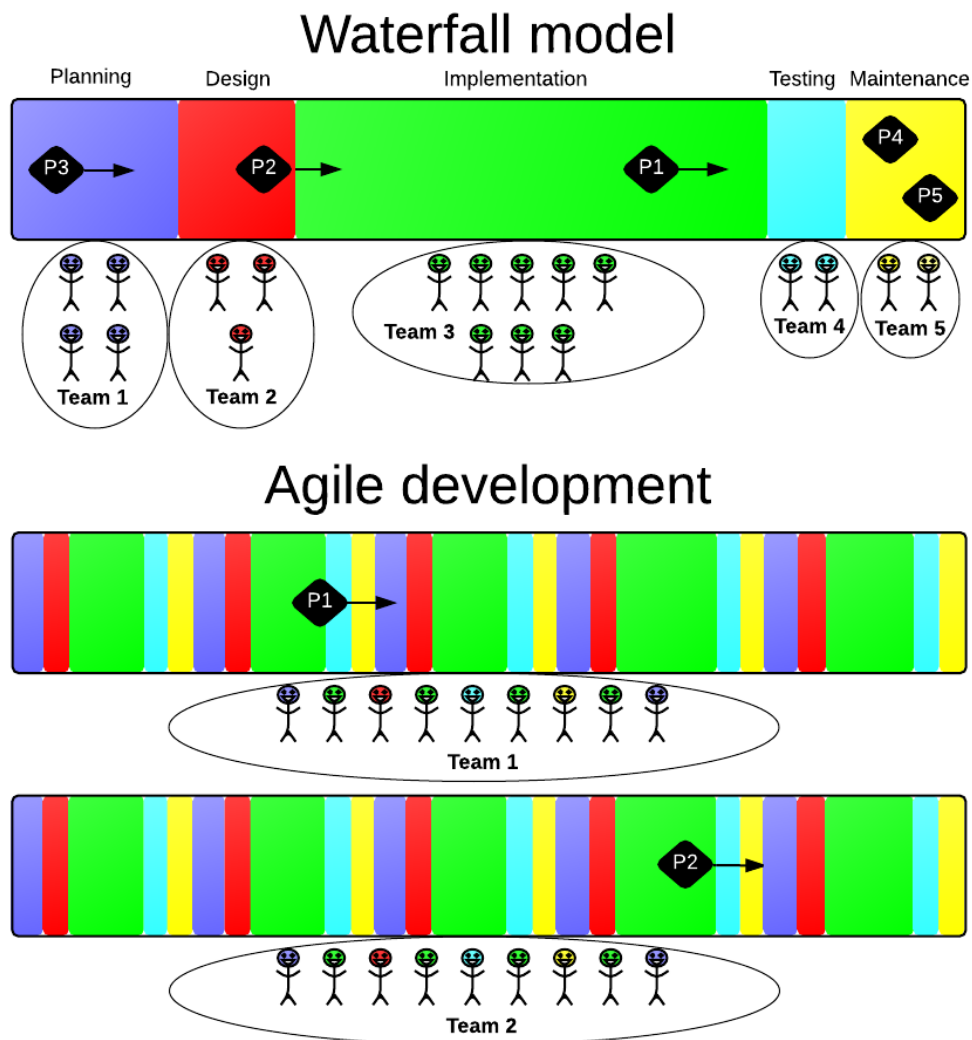 Waterfall model
Planning Design Implementation Testing Maintenance
P3 P2 P1 P4
P5
Team 3 Team 4 Team 5
Team 1 Team 2
Agile development
P1
Team 1
P2
Team 2